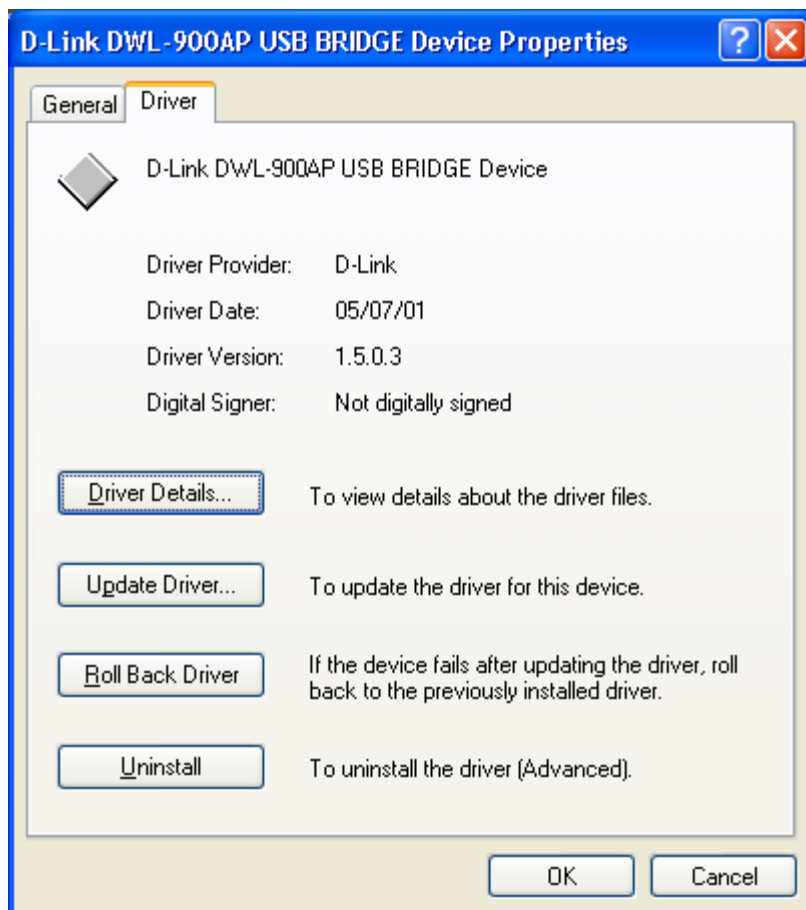 D-Link DWL-900AP USB BRIDGE Device Properties
General Driver
D-Link DWL-900AP USB BRIDGE Device
Driver Provider: D-Link
Driver Date: 05/07/01
Driver Version: 1.5.0.3
Digital Signer: Not digitally signed
Driver Details... To view details about the driver files.
Update Driver... To update the driver for this device.
Roll Back Driver If the device fails after updating the driver, roll
back to the previously installed driver.
Uninstall To uninstall the driver (Advanced).
OK Cancel